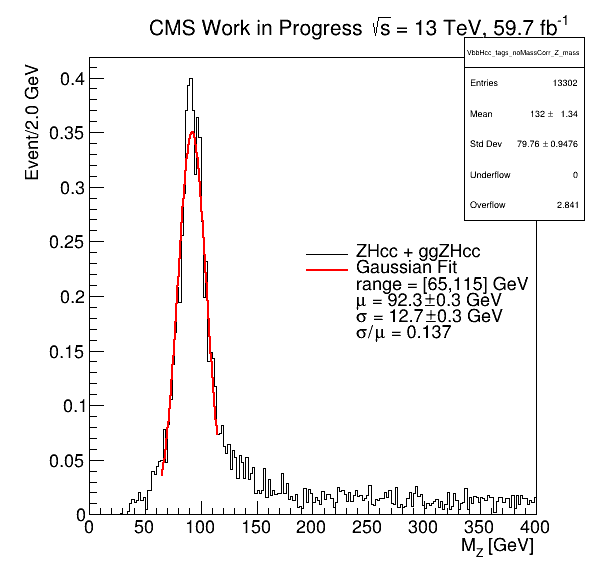 CMS Work in Progress √s = 13 TeV, 59.7 fb⁻¹
VbbHcc_tags_noMassCorr_Z_mass
Entries 13302
Mean 132 ± 1.34
Std Dev 79.76 ± 0.9476
Underflow 0
Overflow 2.841
Event/2.0 GeV
0.4
0.35
0.3
0.25
0.2
0.15
0.1
0.05
0
ZHcc + ggZHcc
Gaussian Fit
range = [65,115] GeV
μ = 92.3±0.3 GeV
σ = 12.7±0.3 GeV
σ/μ = 0.137
0 50 100 150 200 250 300 350 400
M_Z [GeV]